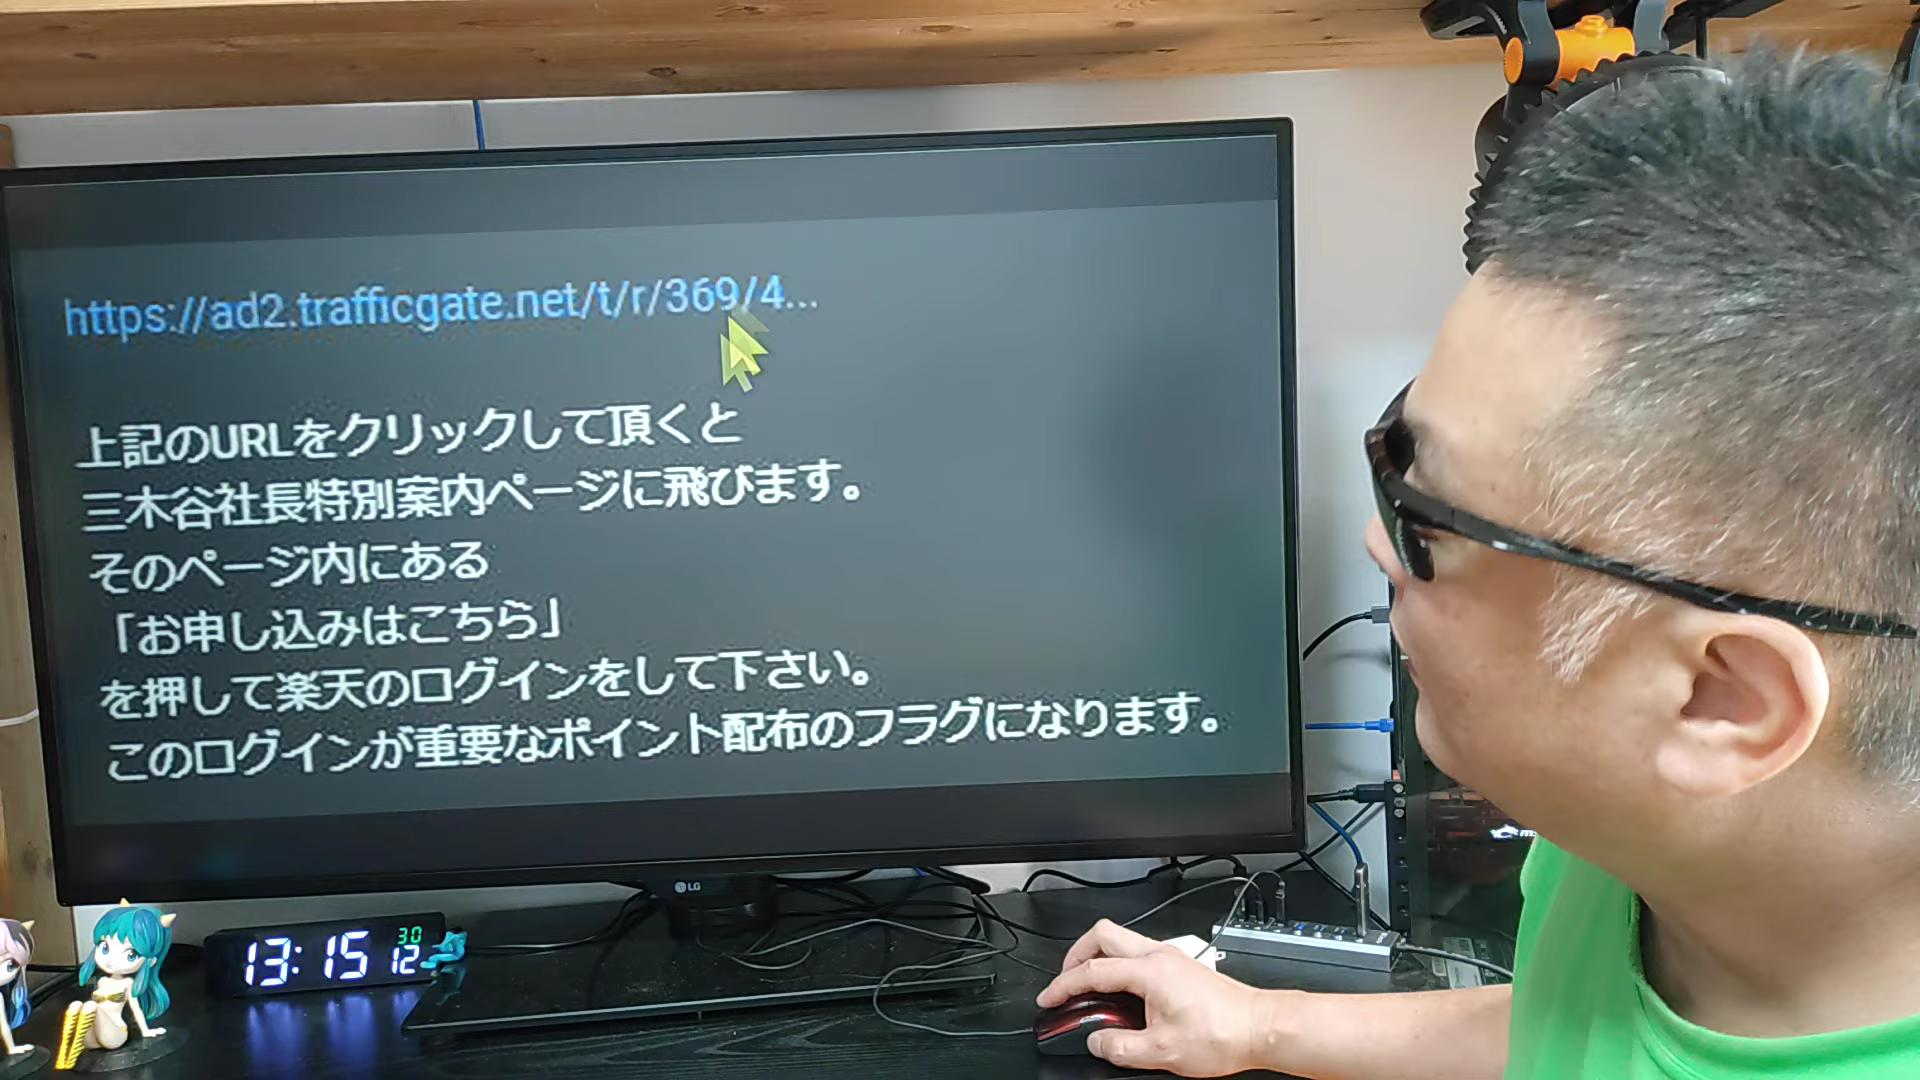 https://ad2.trafficgate.net/t/r/369/4...
上記のURLをクリックして頂くと
三木谷社長特別案内ページに飛びます。
そのページ内にある
「お申し込みはこちら」
を押して楽天のログインをして下さい。
このログインが重要なポイント配布のフラグになります。
LG
13:15 30
12